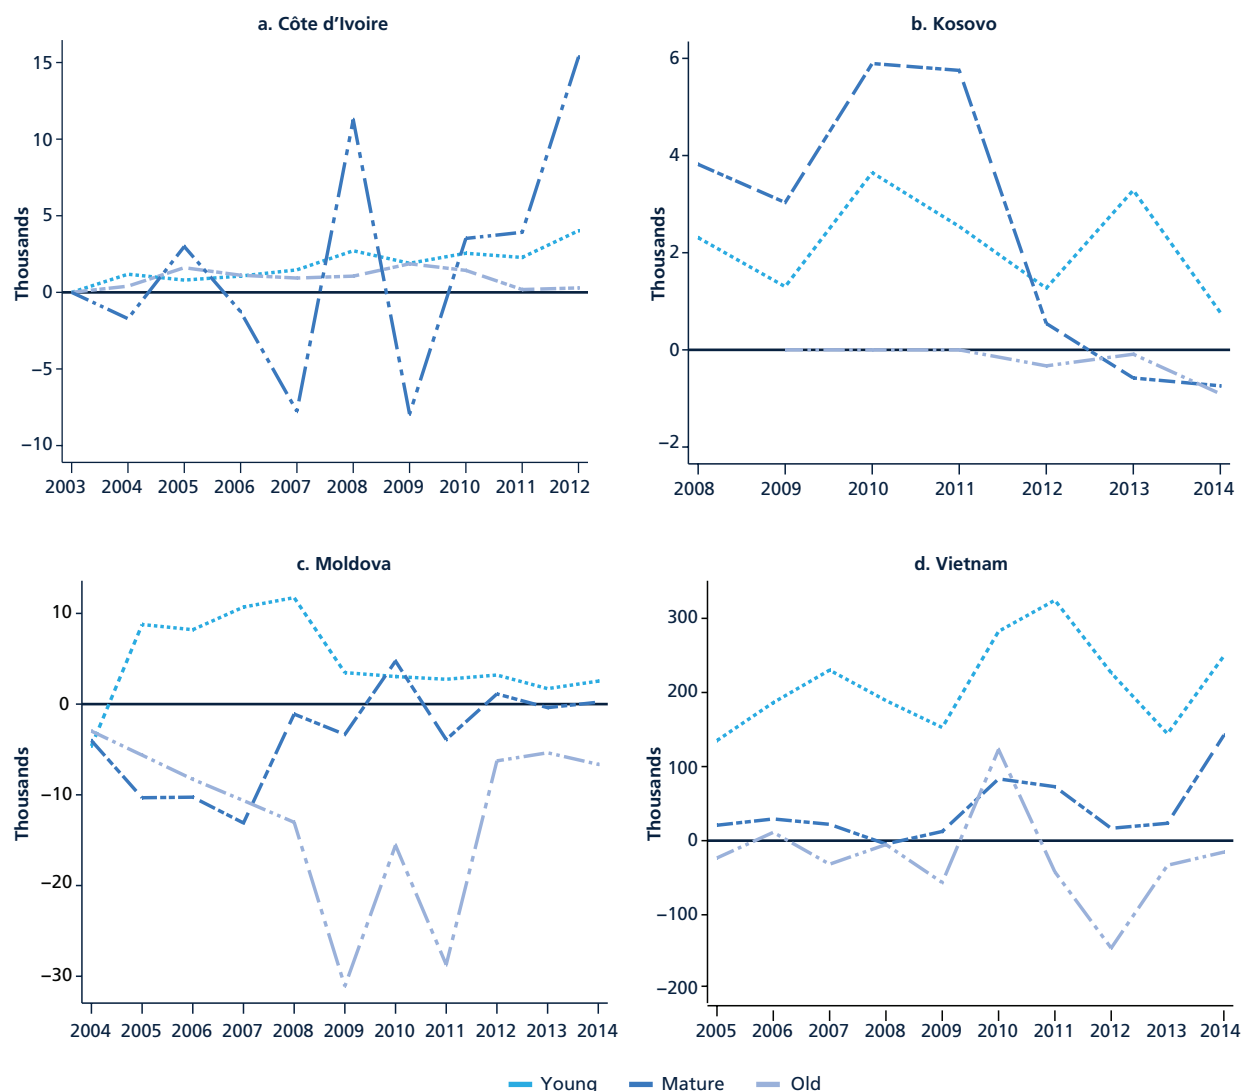 a. Côte d’Ivoire
Thousands
15
10
5
0
−5
−10
2003 2004 2005 2006 2007 2008 2009 2010 2011 2012
b. Kosovo
Thousands
6
4
2
0
−2
2008 2009 2010 2011 2012 2013 2014
c. Moldova
Thousands
10
0
−10
−20
−30
2004 2005 2006 2007 2008 2009 2010 2011 2012 2013 2014
d. Vietnam
Thousands
300
200
100
0
−100
−200
2005 2006 2007 2008 2009 2010 2011 2012 2013 2014
Young Mature Old